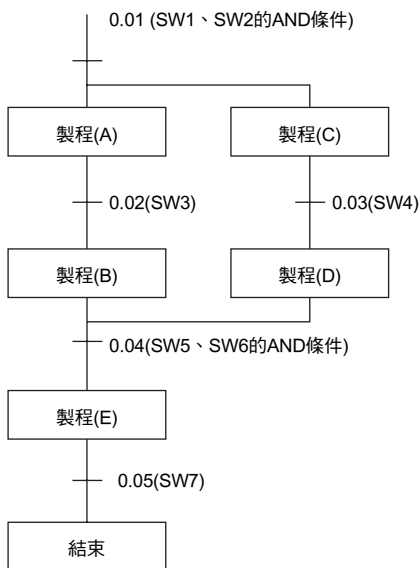 0.01 (SW1、SW2的AND條件)
製程(A)
製程(C)
0.02(SW3)
0.03(SW4)
製程(B)
製程(D)
0.04(SW5、SW6的AND條件)
製程(E)
0.05(SW7)
結束